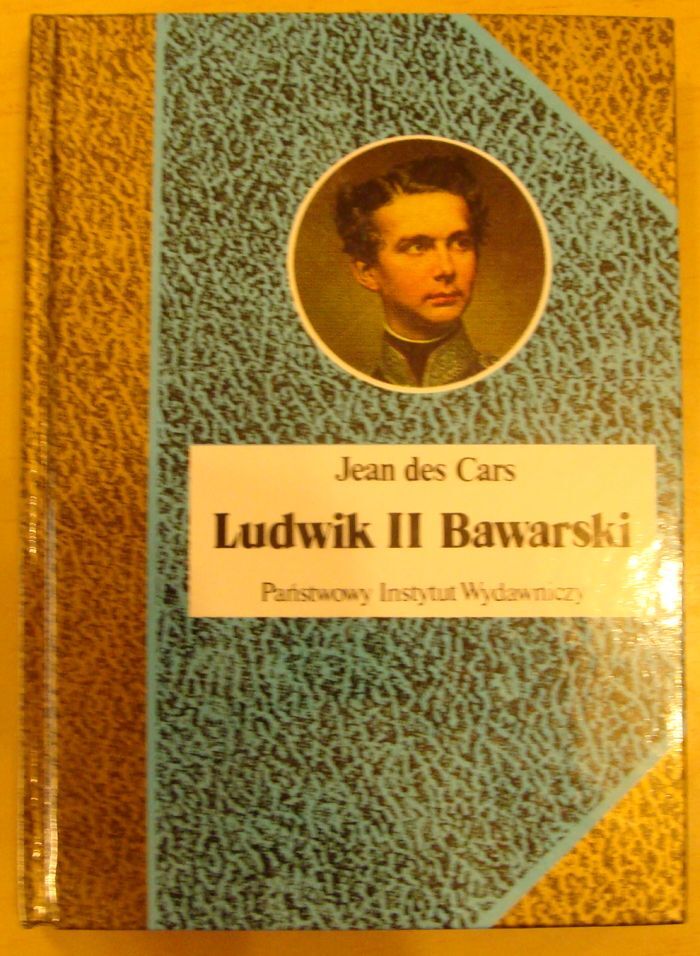 Jean des Cars
Ludwik II Bawarski
Państwowy Instytut Wydawniczy